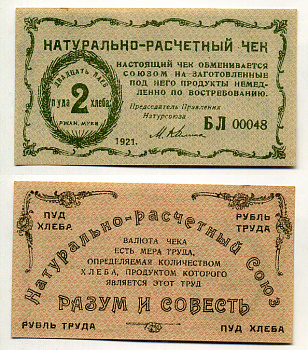 НАТУРАЛЬНО-РАСЧЕТНЫЙ ЧЕК
ДВАДЦАТЬ
2
пуда хлеба
РЖАН. МУКИ
НАСТОЯЩИЙ ЧЕК ОБМЕНИВАЕТСЯ
СОЮЗОМ НА ЗАГОТОВЛЕННЫЕ
ПОД НЕГО ПРОДУКТЫ НЕМЕД-
ЛЕННО ПО ВОСТРЕБОВАНИЮ.
Председатель Правления
Натурсоюза
БЛ 00048
1921.
ПУД
ХЛЕБА
РУБЛЬ
ТРУДА
Натурально-расчетный Союз
ВАЛЮТА ЧЕКА
ЕСТЬ МЕРА ТРУДА,
ОПРЕДЕЛЯЕМАЯ КОЛИЧЕСТВОМ
ХЛЕБА, ПРОДУКТОМ КОТОРОГО
ЯВЛЯЕТСЯ ЭТОТ ТРУД
РАЗУМ И СОВЕСТЬ
РУБЛЬ ТРУДА
ПУД ХЛЕБА